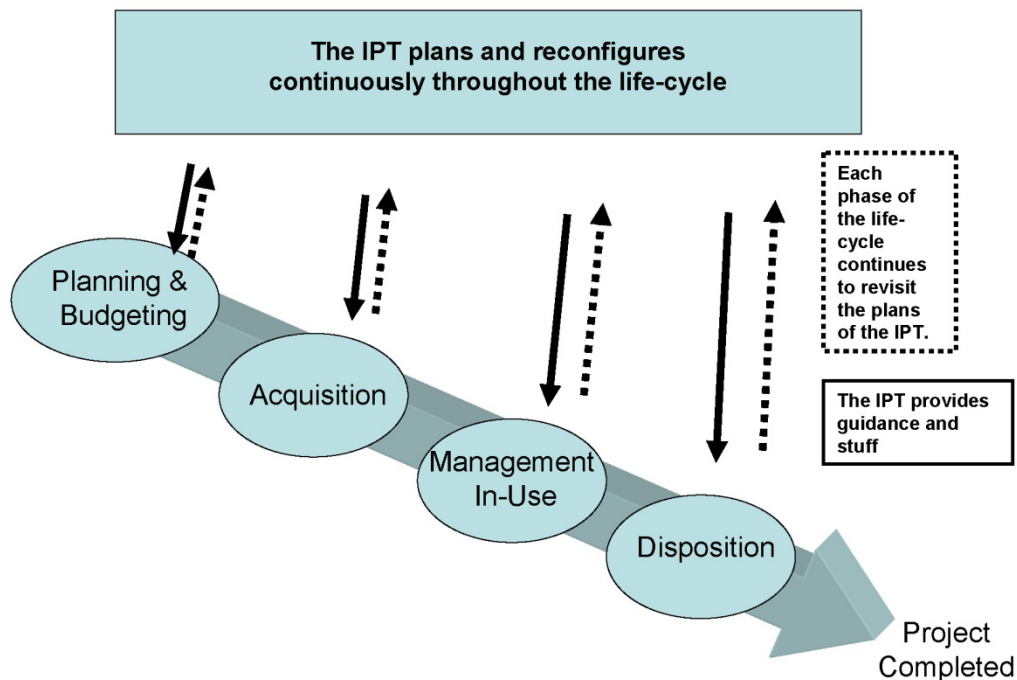 The IPT plans and reconfigures
continuously throughout the life-cycle
Each
phase of
the life-
cycle
continues
to revisit
the plans
of the IPT.
Planning &
Budgeting
Acquisition
The IPT provides
guidance and
stuff
Management
In-Use
Disposition
Project
Completed